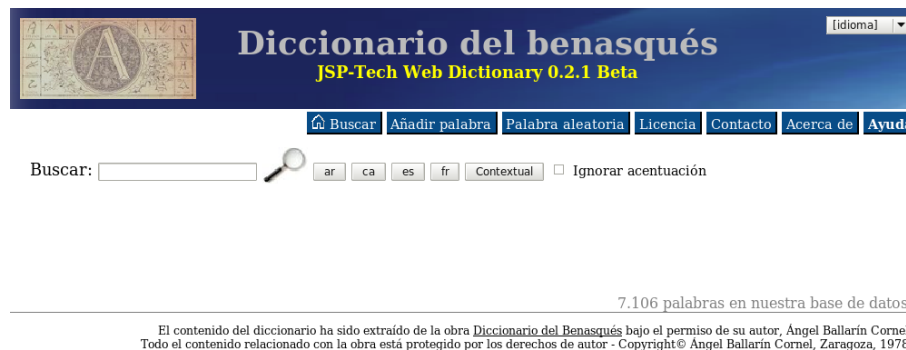 Diccionario del benasqués
[idioma]
JSP-Tech Web Dictionary 0.2.1 Beta
Buscar Añadir palabra Palabra aleatoria Licencia Contacto Acerca de Ayuda
Buscar: ar ca es fr Contextual Ignorar acentuación
7.106 palabras en nuestra base de datos
El contenido del diccionario ha sido extraído de la obra Diccionario del Benasqués bajo el permiso de su autor, Ángel Ballarín Cornel
Todo el contenido relacionado con la obra está protegido por los derechos de autor - Copyright© Ángel Ballarín Cornel, Zaragoza, 1978